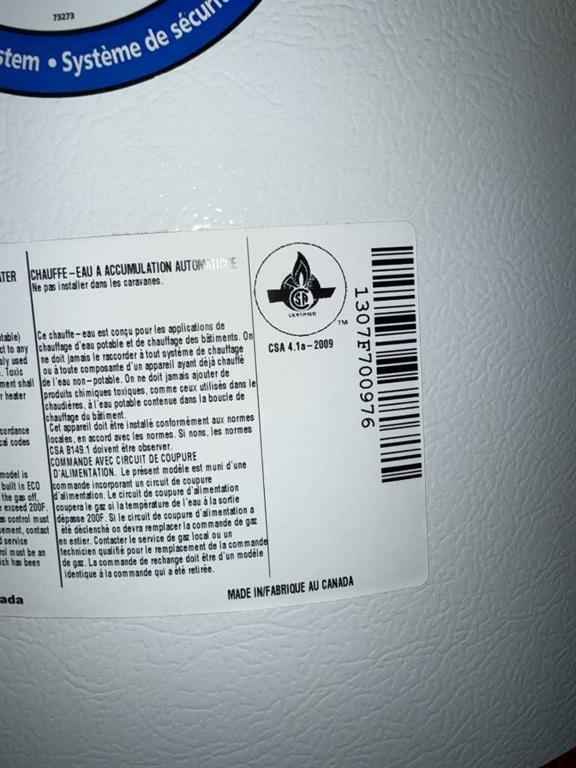 73273
stem • Système de sécuri
ATER
CHAUFFE-EAU A ACCUMULATION AUTOMATIQUE
Ne pas installer dans les caravanes.
itable)
ct to any
sly used
. Toxic
ment shall
r heater
cordance
cal codes
model is
built in ECO
the gas off,
e exceed 200F.
as control must
cement, contact
d service
rol must be an
ich has been
ada
Ce chauffe-eau est conçu pour les applications de
chauffage d'eau potable et de chauffage des bâtiments. On
ne doit jamais le raccorder à tout système de chauffage
ou à toute composante d'un appareil ayant déjà chauffé
de l'eau non-potable. On ne doit jamais ajouter de
produits chimiques toxiques, comme ceux utilisés dans le
chaudières, à l'eau potable contenue dans la boucle de
chauffage du bâtiment.
Cet appareil doit être installé conformément aux normes
locales, en accord avec les normes. Si nons, les normes
CSA B149.1 doivent être observer.
COMMANDE AVEC CIRCUIT DE COUPURE
D'ALIMENTATION. Le présent modèle est muni d'une
commande incorporant un circuit de coupure
d'alimentation. Le circuit de coupure d'alimentation
coupera le gaz si la température de l'eau à la sortie
dépasse 200F. Si le circuit de coupure d'alimentation a
été déclenché on devra remplacer la commande de gaz
en entier. Contacter le service de gaz local ou un
technicien qualifié pour le remplacement de la commande
de gaz. La commande de rechange doit être d'un modèle
identique à la commande qui a été retirée.
CERTIFIED
TM
CSA 4.1a-2009
1307F700976
MADE IN/FABRIQUE AU CANADA